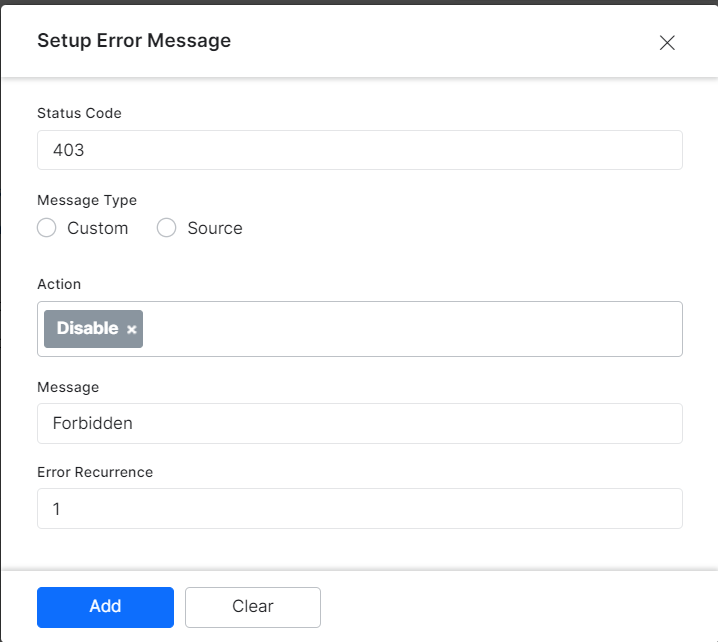 Setup Error Message
Status Code
403
Message Type
Custom Source
Action
Disable ×
Message
Forbidden
Error Recurrence
1
Add Clear